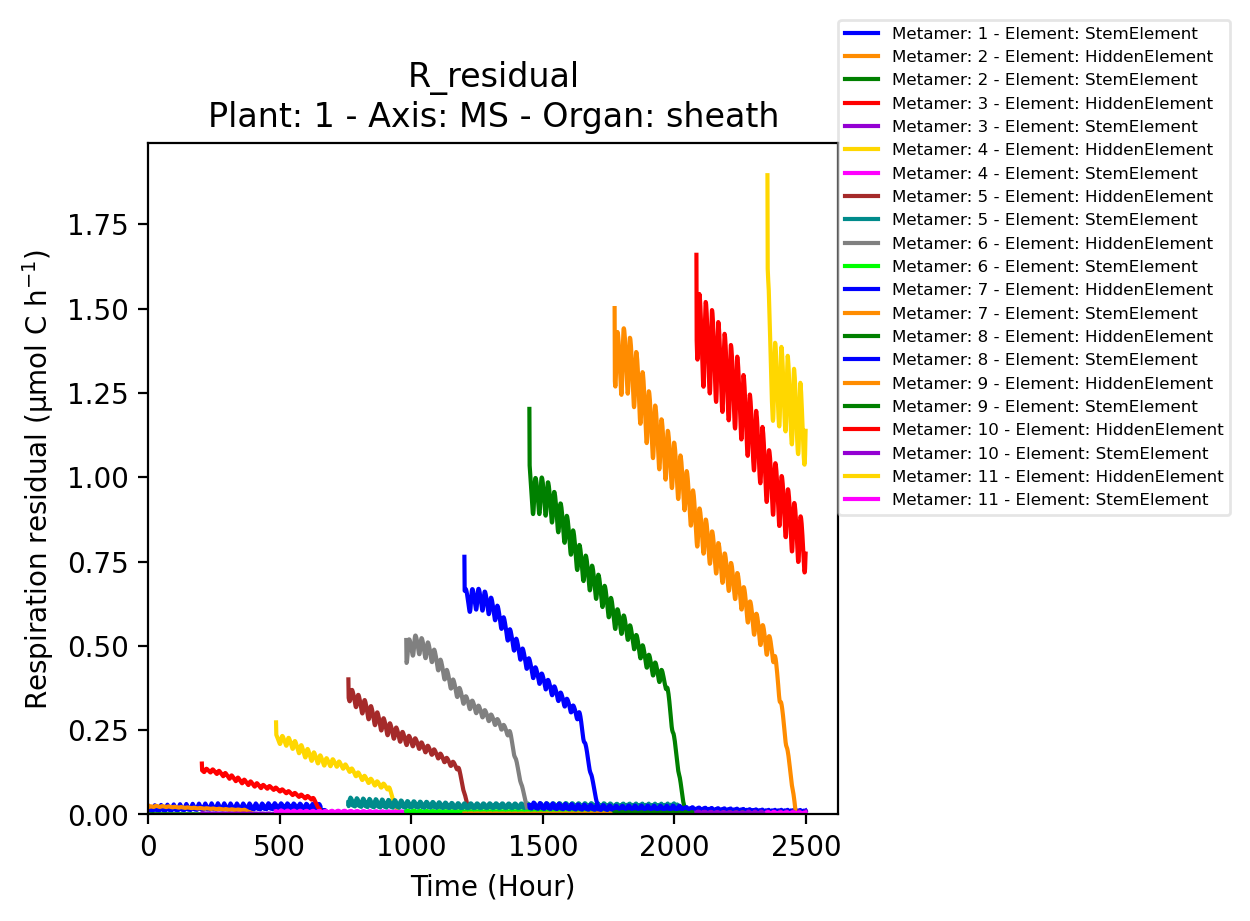 R_residual
Plant: 1 - Axis: MS - Organ: sheath
Metamer: 1 - Element: StemElement
Metamer: 2 - Element: HiddenElement
Metamer: 2 - Element: StemElement
Metamer: 3 - Element: HiddenElement
Metamer: 3 - Element: StemElement
Metamer: 4 - Element: HiddenElement
Metamer: 4 - Element: StemElement
Metamer: 5 - Element: HiddenElement
Metamer: 5 - Element: StemElement
Metamer: 6 - Element: HiddenElement
Metamer: 6 - Element: StemElement
Metamer: 7 - Element: HiddenElement
Metamer: 7 - Element: StemElement
Metamer: 8 - Element: HiddenElement
Metamer: 8 - Element: StemElement
Metamer: 9 - Element: HiddenElement
Metamer: 9 - Element: StemElement
Metamer: 10 - Element: HiddenElement
Metamer: 10 - Element: StemElement
Metamer: 11 - Element: HiddenElement
Metamer: 11 - Element: StemElement
Respiration residual (µmol C h⁻¹)
1.75
1.50
1.25
1.00
0.75
0.50
0.25
0.00
0 500 1000 1500 2000 2500
Time (Hour)